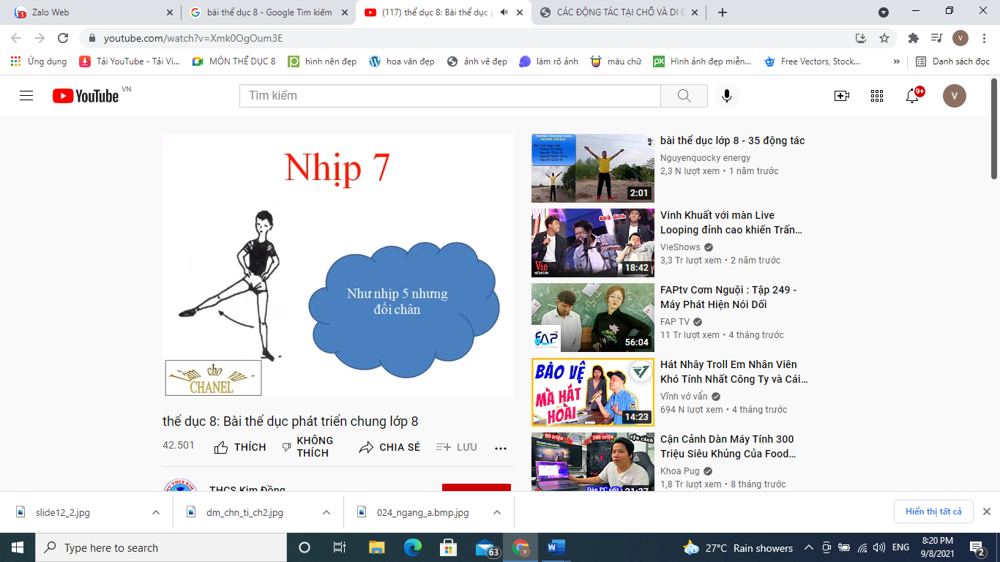 Zalo Web
1
bài thể dục 8 - Google Tìm kiếm
(117) thể dục 8: Bài thể dục p
CÁC ĐỘNG TÁC TẠI CHỖ VÀ DI
youtube.com/watch?v=Xmk0OgOum3E
V
Ứng dụng
Tải YouTube - Tải Vi...
MÔN THỂ DỤC 8
hình nền đẹp
hoa văn đẹp
ảnh vẽ đẹp
làm rõ ảnh
màu chữ
Hình ảnh đẹp miễn...
Free Vectors, Stock...
»
Danh sách đọc
YouTube VN
Tìm kiếm
9+
V
Nhịp 7
Như nhịp 5 nhưng
đổi chân
cho
CHANEL
thể dục 8: Bài thể dục phát triển chung lớp 8
42.501
THÍCH
KHÔNG
THÍCH
CHIA SẺ
LƯU
THCS Kim Đồng
2:01
bài thể dục lớp 8 - 35 động tác
Nguyenquocky energy
2,3 N lượt xem • 1 năm trước
quá đỉnh
Vie
NETWORK
18:42
Vinh Khuất với màn Live
Looping đỉnh cao khiến Trấn...
VieShows
3,3 Tr lượt xem • 2 năm trước
FAP
56:04
FAPtv Cơm Nguội : Tập 249 -
Máy Phát Hiện Nói Dối
FAP TV
11 Tr lượt xem • 4 tháng trước
BẢO VỆ
MÀ HÁT
HOÀI
14:23
Hát Nhây Troll Em Nhân Viên
Khó Tính Nhất Công Ty và Cái...
Vĩnh vớ vẩn
694 N lượt xem • 4 tháng trước
80 triệu
100 triệu
cận cảnh
Cận Cảnh Dàn Máy Tính 300
Triệu Siêu Khủng Của Food...
Khoa Pug
1,8 Tr lượt xem • 8 tháng trước
slide12_2.jpg
dm_chn_ti_ch2.jpg
024_ngang_a.bmp.jpg
Hiển thị tất cả
Type here to search
63
27°C Rain showers
ENG
8:20 PM
9/8/2021
2